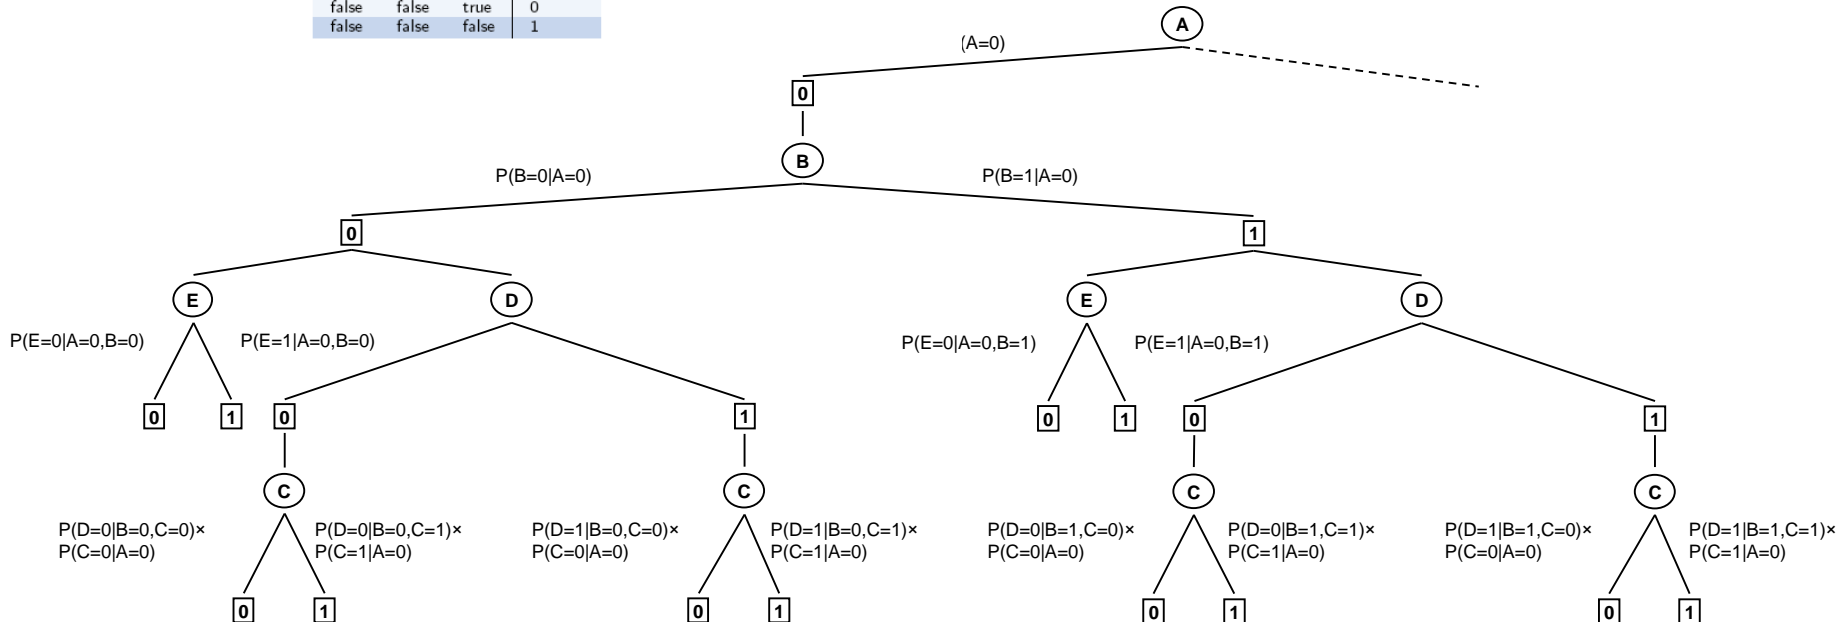 false false true 0
false false false 1
A
(A=0)
0
B
P(B=0|A=0)
P(B=1|A=0)
0
1
E
D
E
D
P(E=0|A=0,B=0)
P(E=1|A=0,B=0)
P(E=0|A=0,B=1)
P(E=1|A=0,B=1)
0
1
0
1
0
1
0
1
C
C
C
C
P(D=0|B=0,C=0)×
P(C=0|A=0)
P(D=0|B=0,C=1)×
P(C=1|A=0)
P(D=1|B=0,C=0)×
P(C=0|A=0)
P(D=1|B=0,C=1)×
P(C=1|A=0)
P(D=0|B=1,C=0)×
P(C=0|A=0)
P(D=0|B=1,C=1)×
P(C=1|A=0)
P(D=1|B=1,C=0)×
P(C=0|A=0)
P(D=1|B=1,C=1)×
P(C=1|A=0)
0
1
0
1
0
1
0
1